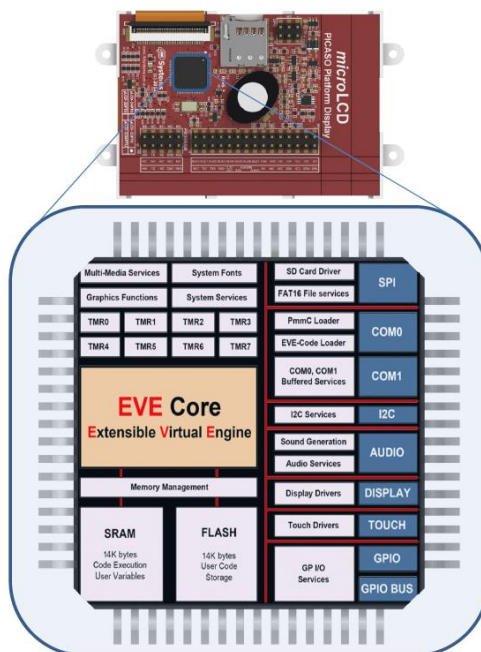 microLCD
PICASO Platform Display
Systems
Multi-Media Services
System Fonts
Graphics Functions
System Services
TMR0
TMR1
TMR2
TMR3
TMR4
TMR5
TMR6
TMR7
EVE Core
Extensible Virtual Engine
Memory Management
SRAM
14K bytes
Code Execution
User Variables
FLASH
14K bytes
User Code
Storage
SD Card Driver
FAT16 File services
SPI
PmmC Loader
EVE-Code Loader
COM0
COM0, COM1
Buffered Services
COM1
I2C Services
I2C
Sound Generation
Audio Services
AUDIO
Display Drivers
DISPLAY
Touch Drivers
TOUCH
GP I/O
Services
GPIO
GPIO BUS